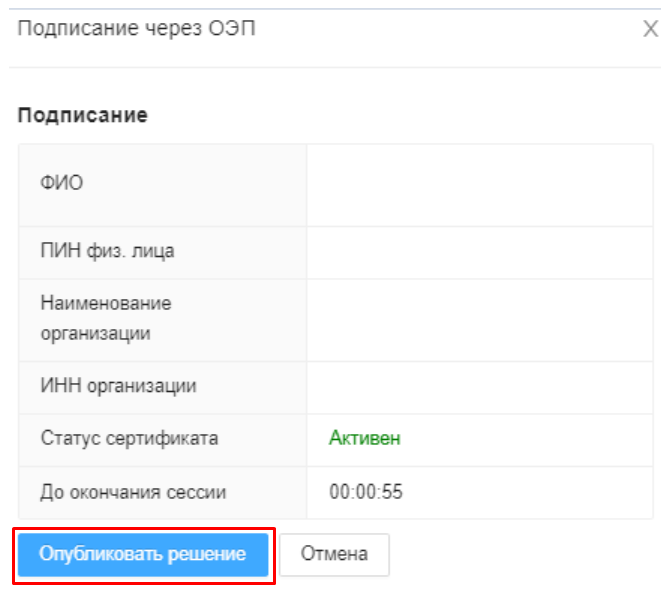 Подписание через ОЭП X
Подписание
ФИО
ПИН физ. лица
Наименование
организации
ИНН организации
Статус сертификата Активен
До окончания сессии 00:00:55
Опубликовать решение Отмена